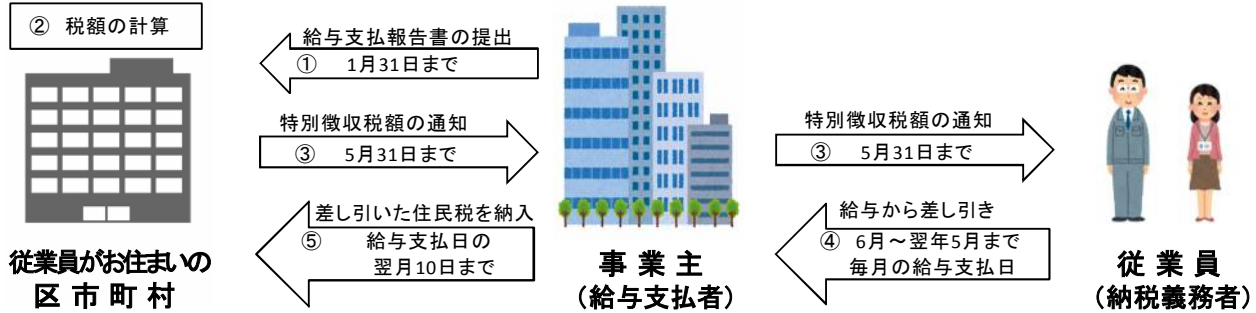 ② 税額の計算
給与支払報告書の提出
① 1月31日まで
特別徴収税額の通知
③ 5月31日まで
差し引いた住民税を納入
⑤ 給与支払日の
翌月10日まで
従業員がお住まいの
区市町村
事業主
(給与支払者)
特別徴収税額の通知
③ 5月31日まで
給与から差し引き
④ 6月~翌年5月まで
毎月の給与支払日
従業員
(納税義務者)